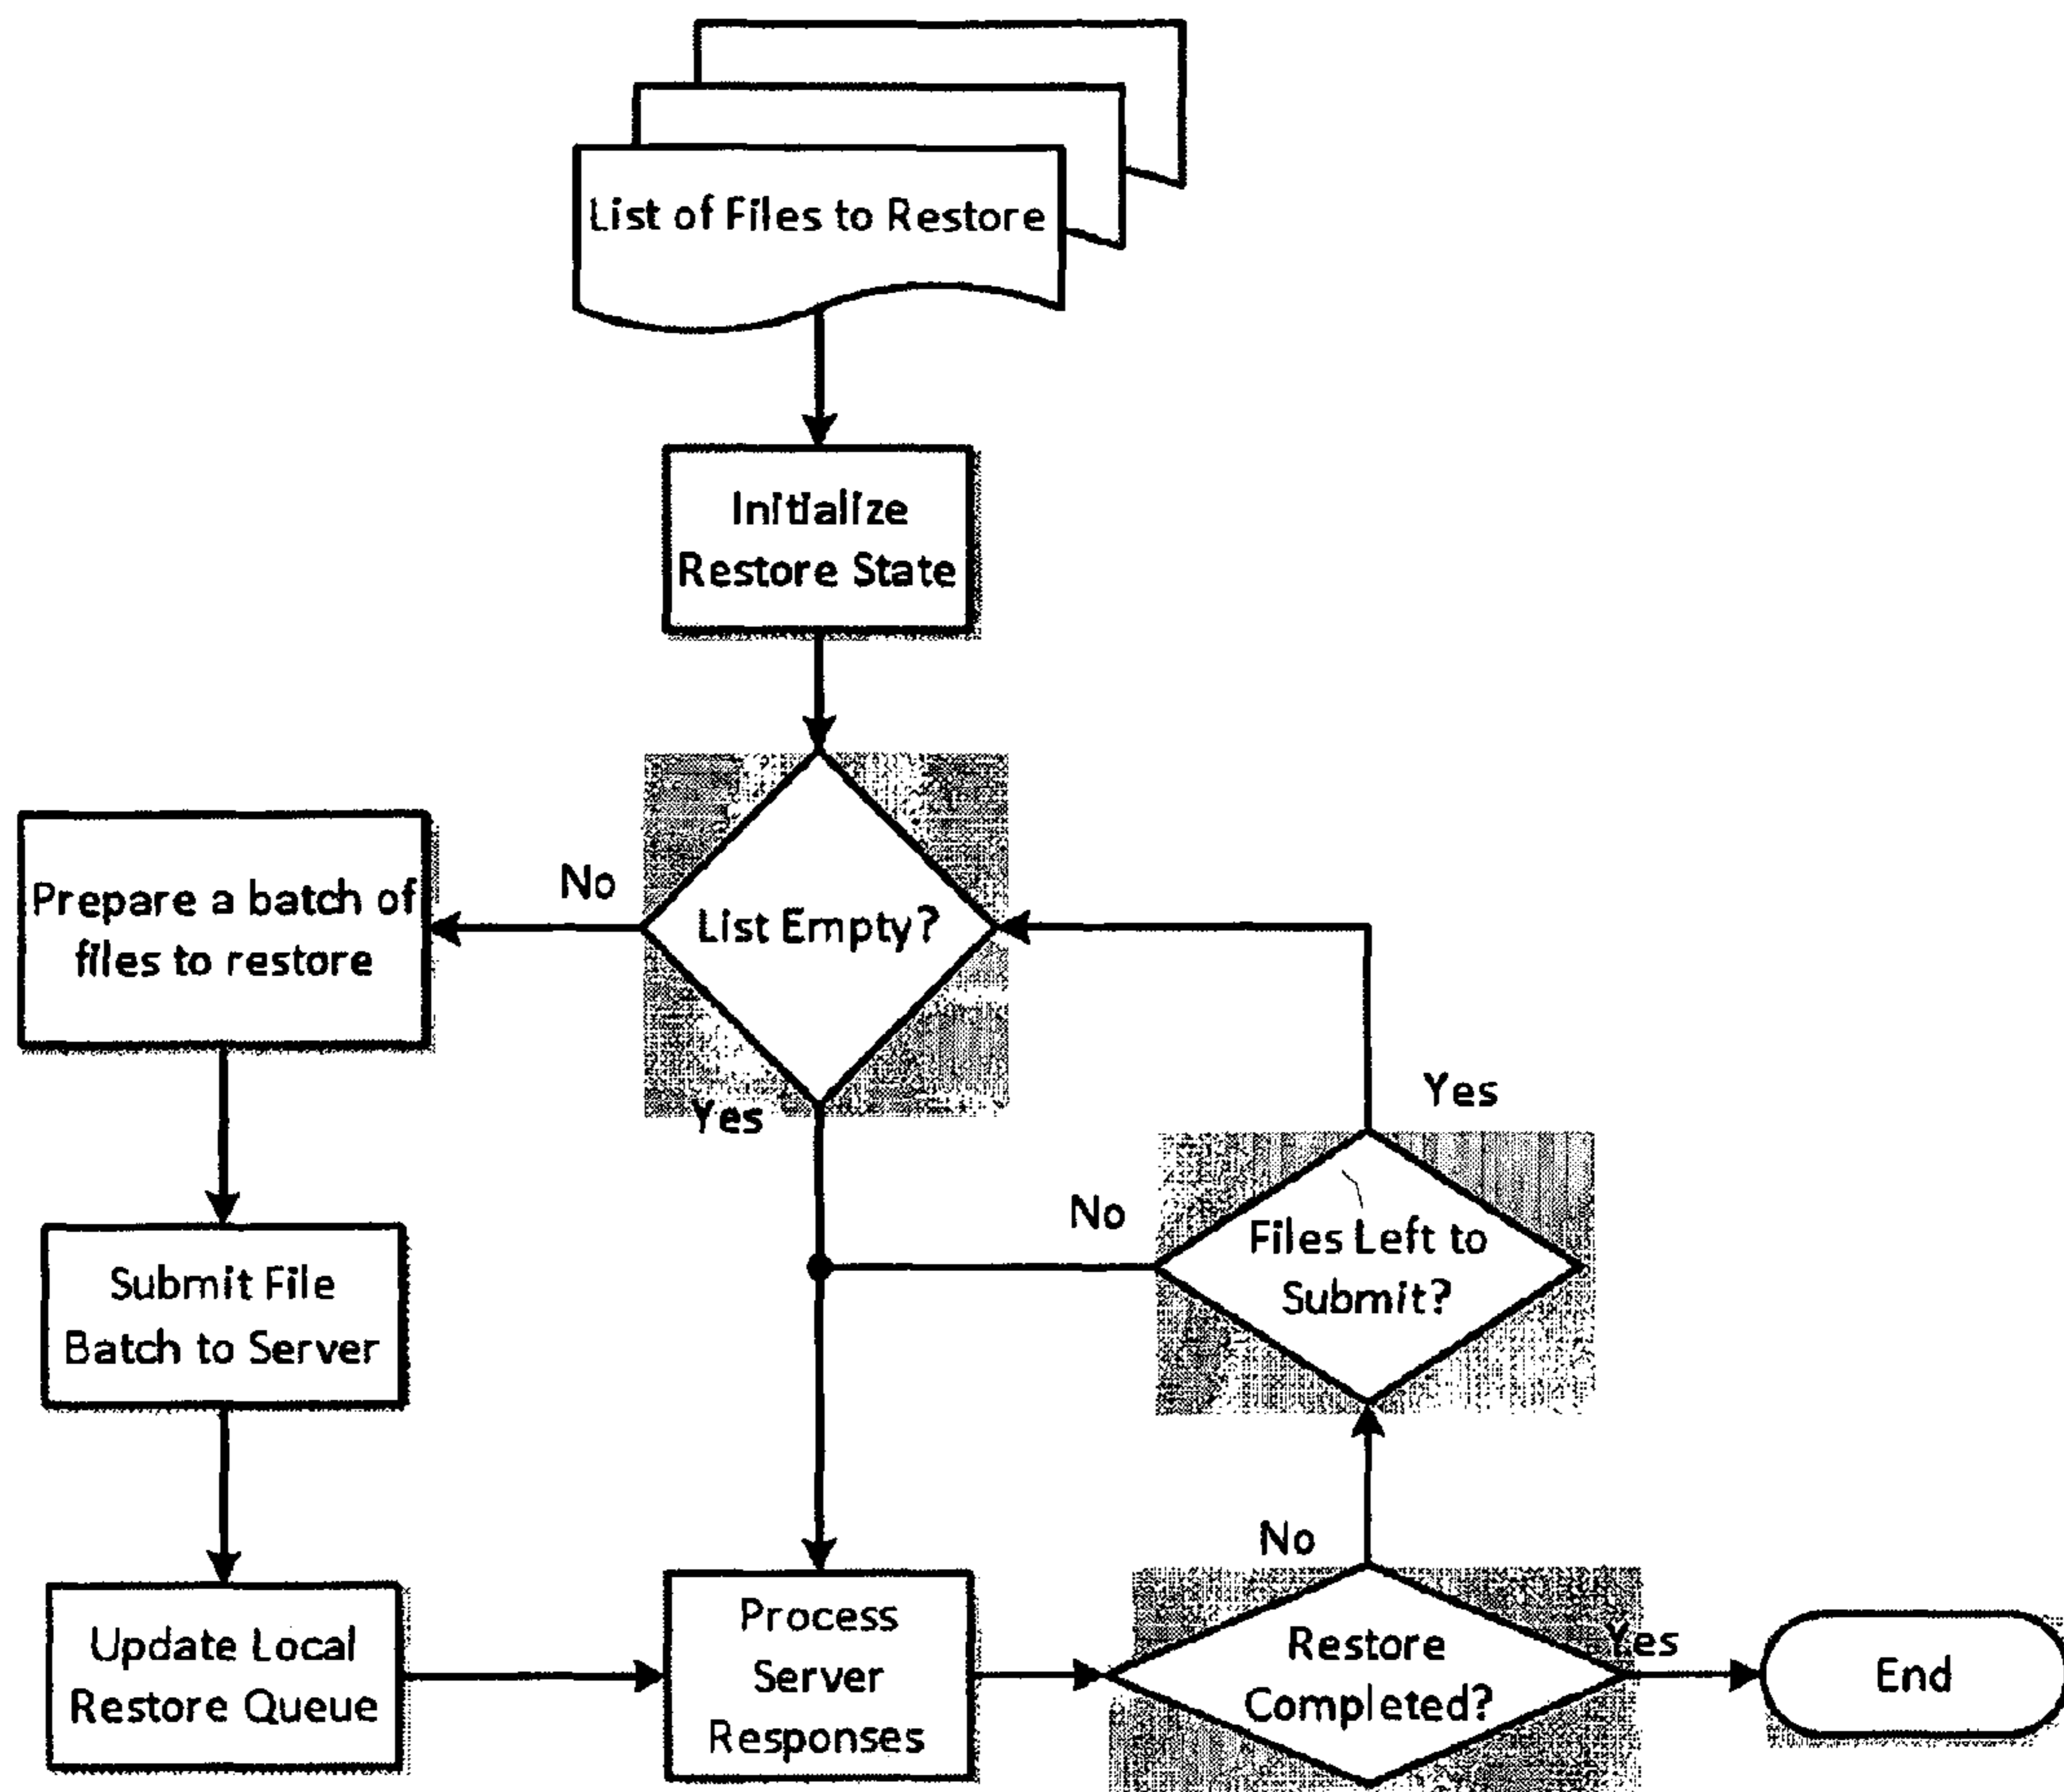 List of Files to Restore
Initialize
Restore State
No
List Empty?
Prepare a batch of
files to restore
Yes
Yes
No
Files Left to
Submit?
Submit File
Batch to Server
No
Update Local
Restore Queue
Process
Server
Responses
Restore
Completed?
Yes
End